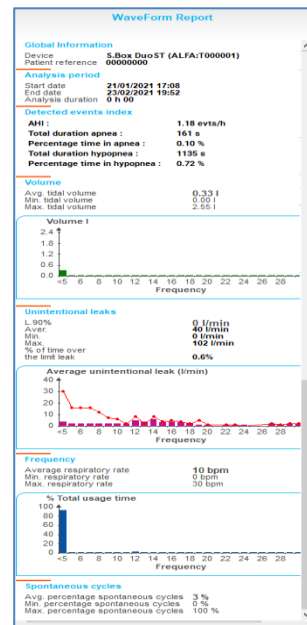 WaveForm Report
Global Information
Device S.Box DuoST (ALFA:T000001)
Patient reference 00000000
Analysis period
Start date 21/01/2021 17:08
End date 23/02/2021 19:52
Analysis duration 0 h 00
Detected events index
AHI : 1.18 evts/h
Total duration apnea : 161 s
Percentage time in apnea : 0.10 %
Total duration hypopnea : 1135 s
Percentage time in hypopnea : 0.72 %
Volume
Avg. tidal volume 0.33 l
Min. tidal volume 0.00 l
Max. tidal volume 2.55 l
Volume l
2.4
1.8
1.2
0.6
0.0
<5 6 8 10 12 14 16 18 20 22 24 26 28
Frequency
Unintentional leaks
L.90% 0 l/min
Aver. 40 l/min
Min. 0 l/min
Max. 102 l/min
% of time over
the limit leak 0.6%
Average unintentional leak (l/min)
40
30
20
10
0
<5 6 8 10 12 14 16 18 20 22 24 26 28
Frequency
Frequency
Average respiratory rate 10 bpm
Min. respiratory rate 0 bpm
Max. respiratory rate 30 bpm
% Total usage time
100
80
60
40
20
0
<5 6 8 10 12 14 16 18 20 22 24 26 28
Frequency
Spontaneous cycles
Avg. percentage spontaneous cycles 3 %
Min. percentage spontaneous cycles 0 %
Max. percentage spontaneous cycles 100 %